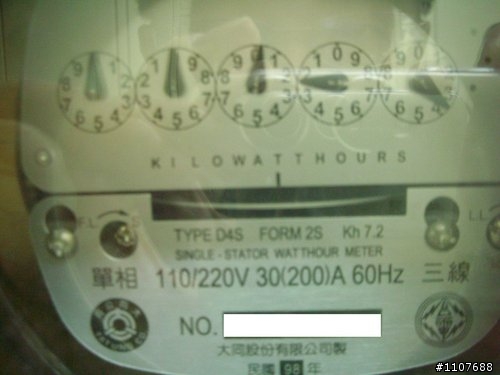 KILOWATTHOURS
TYPE D4S FORM 2S Kh 7.2
SINGLE-STATOR WATTHOUR METER
單相 110/220V 30(200)A 60Hz 三線
NO.
大同股份有限公司製
民國 98 年
#1107688